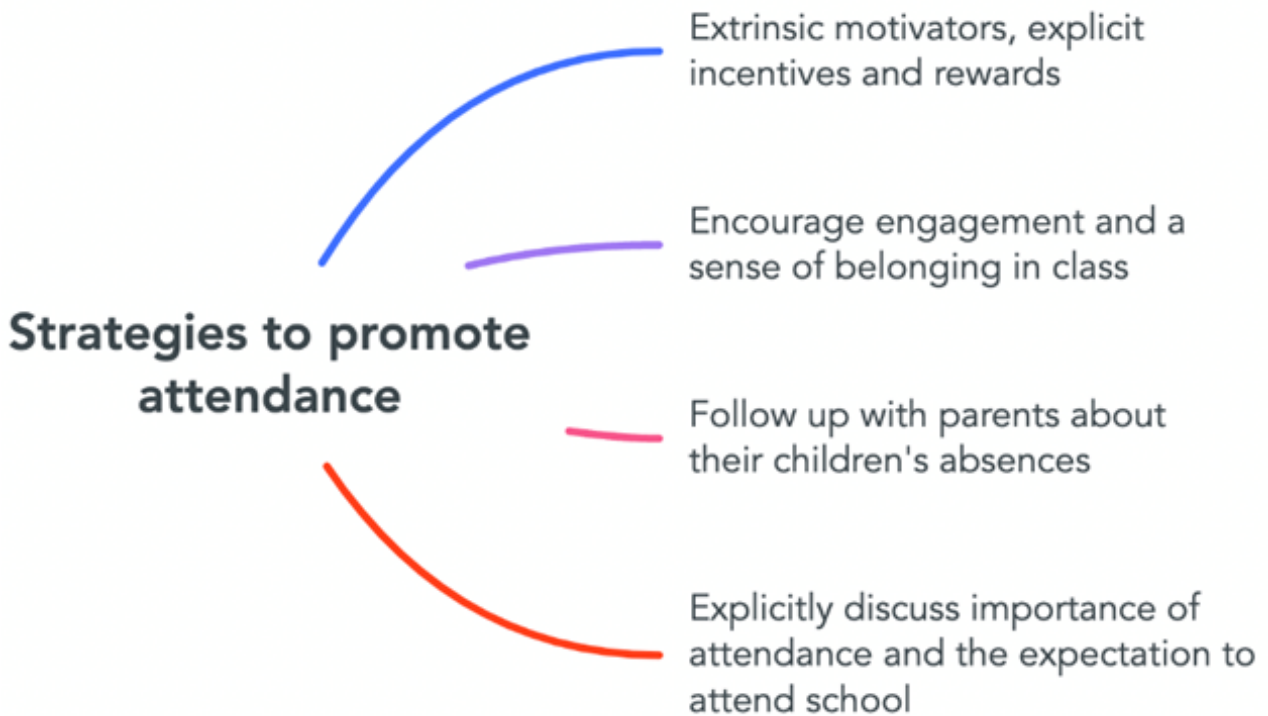 Extrinsic motivators, explicit
incentives and rewards
Encourage engagement and a
sense of belonging in class
Strategies to promote
attendance
Follow up with parents about
their children's absences
Explicitly discuss importance of
attendance and the expectation to
attend school